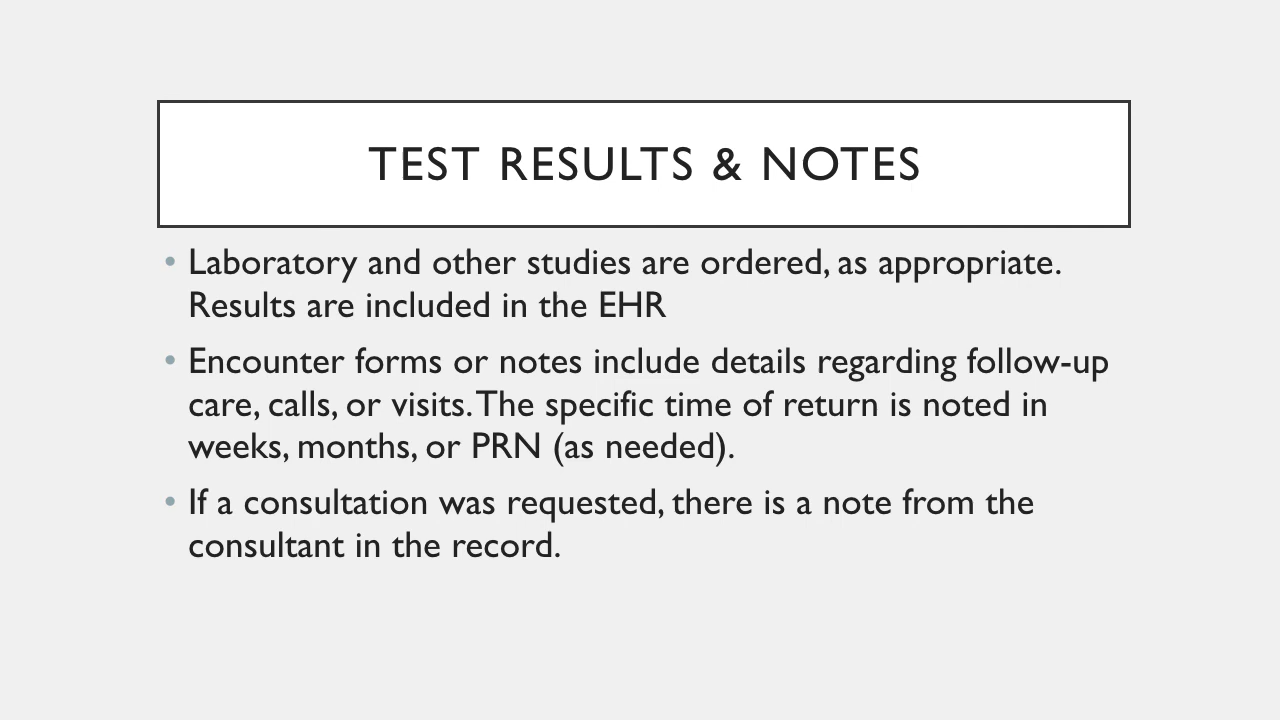 TEST RESULTS & NOTES
• Laboratory and other studies are ordered, as appropriate.
Results are included in the EHR
• Encounter forms or notes include details regarding follow-up
care, calls, or visits. The specific time of return is noted in
weeks, months, or PRN (as needed).
• If a consultation was requested, there is a note from the
consultant in the record.